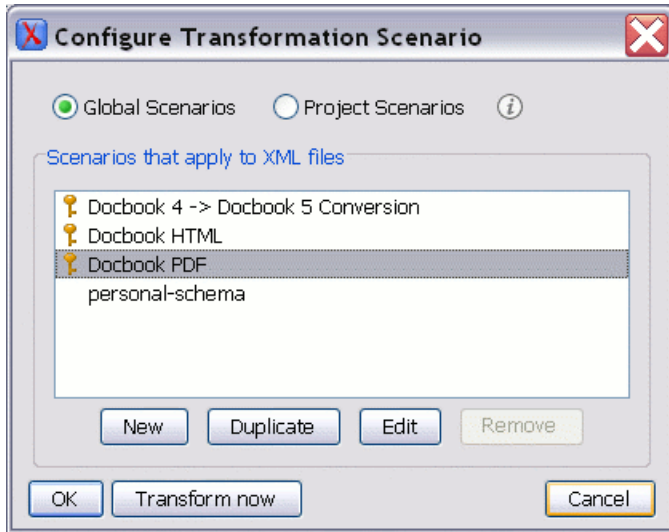 Configure Transformation Scenario
Global Scenarios Project Scenarios i
Scenarios that apply to XML files
Docbook 4 -> Docbook 5 Conversion
Docbook HTML
Docbook PDF
personal-schema
New Duplicate Edit Remove
OK Transform now Cancel